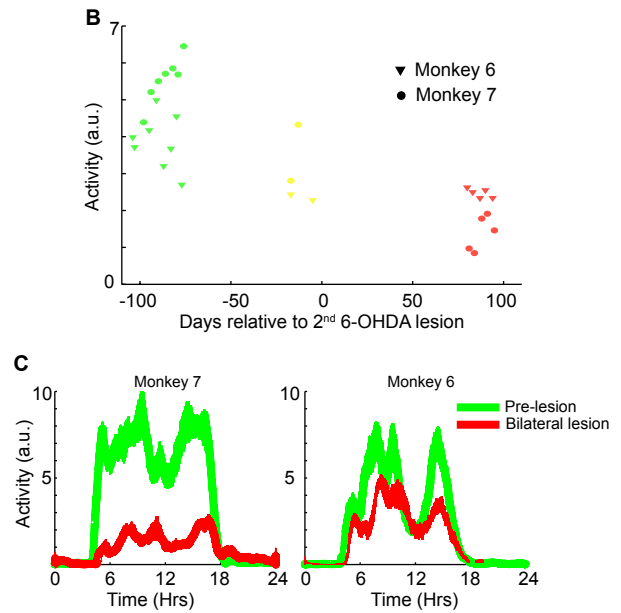 B
7
Activity (a.u.)
0
Monkey 6
Monkey 7
-100 -50 0 50 100
Days relative to 2nd 6-OHDA lesion
C
Monkey 7
Monkey 6
10
5
Activity (a.u.)
0 6 12 18 24
Time (Hrs)
10
5
0 6 12 18 24
Time (Hrs)
Pre-lesion
Bilateral lesion